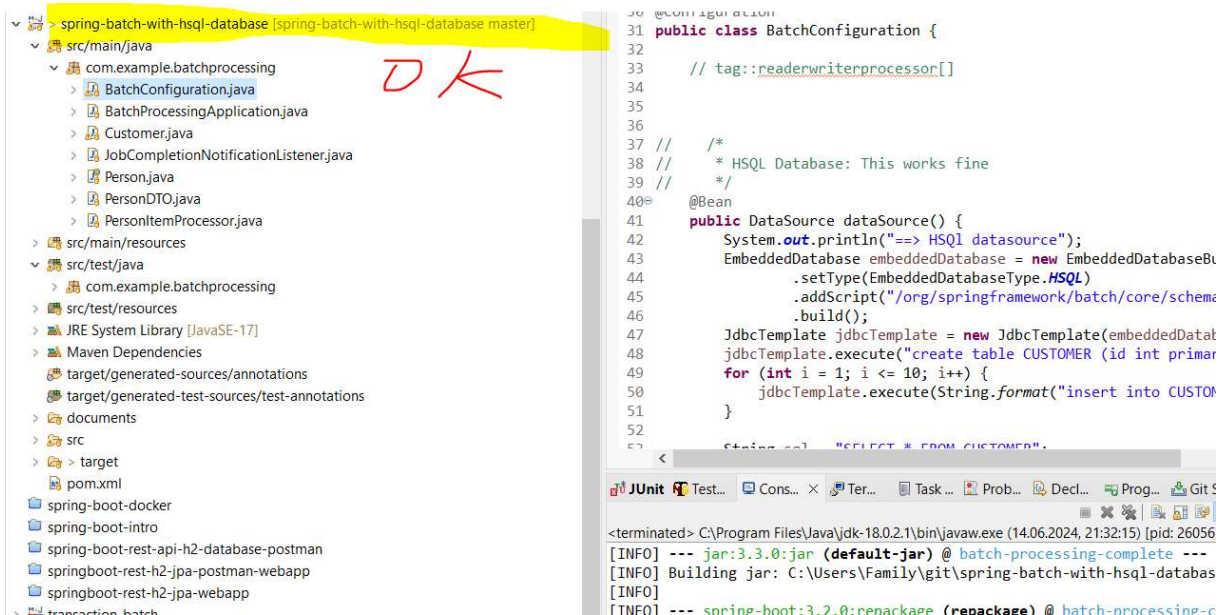 spring-batch-with-hsql-database [spring-batch-with-hsql-database master]
src/main/java
com.example.batchprocessing
OK
BatchConfiguration.java
BatchProcessingApplication.java
Customer.java
JobCompletionNotificationListener.java
Person.java
PersonDTO.java
PersonItemProcessor.java
src/main/resources
src/test/java
com.example.batchprocessing
src/test/resources
JRE System Library [JavaSE-17]
Maven Dependencies
target/generated-sources/annotations
target/generated-test-sources/test-annotations
documents
src
> target
pom.xml
spring-boot-docker
spring-boot-intro
spring-boot-rest-api-h2-database-postman
springboot-rest-h2-jpa-postman-webapp
springboot-rest-h2-jpa-webapp
transaction-batch
30 @Configuration
31 public class BatchConfiguration {
32
33 // tag::readerwriterprocessor[]
34
35
36
37 // /*
38 // * HSQL Database: This works fine
39 // */
40 @Bean
41 public DataSource dataSource() {
42 System.out.println("==> HSQl datasource");
43 EmbeddedDatabase embeddedDatabase = new EmbeddedDatabaseBu
44 .setType(EmbeddedDatabaseType.HSQL)
45 .addScript("/org/springframework/batch/core/schema
46 .build();
47 JdbcTemplate jdbcTemplate = new JdbcTemplate(embeddedDatab
48 jdbcTemplate.execute("create table CUSTOMER (id int primar
49 for (int i = 1; i <= 10; i++) {
50 jdbcTemplate.execute(String.format("insert into CUSTOM
51 }
52
53 String sql = "SELECT * FROM CUSTOMER";
JUnit Test... Cons... Ter... Task ... Prob... Decl... Prog... Git S
<terminated> C:\Program Files\Java\jdk-18.0.2.1\bin\javaw.exe (14.06.2024, 21:32:15) [pid: 26056
[INFO] --- jar:3.3.0:jar (default-jar) @ batch-processing-complete ---
[INFO] Building jar: C:\Users\Family\git\spring-batch-with-hsql-databas
[INFO]
[INFO] --- spring-boot:3.2.0:repackage (repackage) @ batch-processing-c